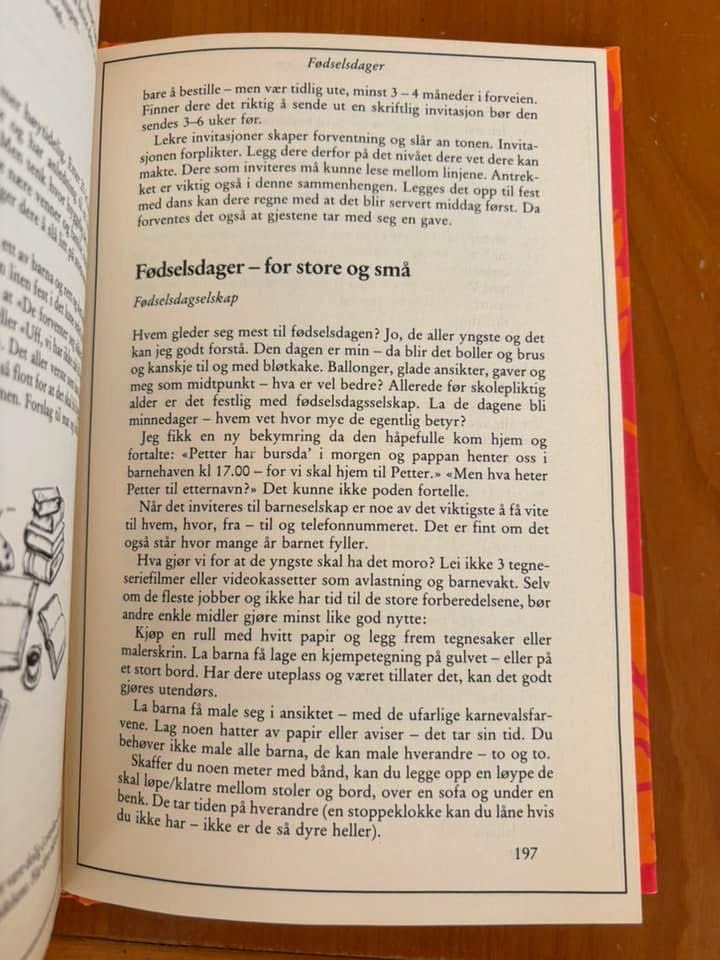 Fødselsdager
bare å bestille – men vær tidlig ute, minst 3 – 4 måneder i forveien.
Finner dere det riktig å sende ut en skriftlig invitasjon bør den
sendes 3–6 uker før.
Lekre invitasjoner skaper forventning og slår an tonen. Invita-
sjonen forplikter. Legg dere derfor på det nivået dere vet dere kan
makte. Dere som inviteres må kunne lese mellom linjene. Antrek-
ket er viktig også i denne sammenhengen. Legges det opp til fest
med dans kan dere regne med at det blir servert middag først. Da
forventes det også at gjestene tar med seg en gave.
Fødselsdager – for store og små
Fødselsdagselskap
Hvem gleder seg mest til fødselsdagen? Jo, de aller yngste og det
kan jeg godt forstå. Den dagen er min – da blir det boller og brus
og kanskje til og med bløtkake. Ballonger, glade ansikter, gaver og
meg som midtpunkt – hva er vel bedre? Allerede før skolepliktig
alder er det festlig med fødselsdagsselskap. La de dagene bli
minnedager – hvem vet hvor mye de egentlig betyr?
Jeg fikk en ny bekymring da den håpefulle kom hjem og
fortalte: «Petter har bursda' i morgen og pappan henter oss i
barnehaven kl 17.00 – for vi skal hjem til Petter.» «Men hva heter
Petter til etternavn?» Det kunne ikke poden fortelle.
Når det inviteres til barneselskap er noe av det viktigste å få vite
til hvem, hvor, fra – til og telefonnummeret. Det er fint om det
også står hvor mange år barnet fyller.
Hva gjør vi for at de yngste skal ha det moro? Lei ikke 3 tegne-
seriefilmer eller videokassetter som avlastning og barnevakt. Selv
om de fleste jobber og ikke har tid til de store forberedelsene, bør
andre enkle midler gjøre minst like god nytte:
Kjøp en rull med hvitt papir og legg frem tegnesaker eller
malerskrin. La barna få lage en kjempetegning på gulvet – eller på
et stort bord. Har dere uteplass og været tillater det, kan det godt
gjøres utendørs.
La barna få male seg i ansiktet – med de ufarlige karnevalsfar-
vene. Lag noen hatter av papir eller aviser – det tar sin tid. Du
behøver ikke male alle barna, de kan male hverandre – to og to.
Skaffer du noen meter med bånd, kan du legge opp en løype de
skal løpe/klatre mellom stoler og bord, over en sofa og under en
benk. De tar tiden på hverandre (en stoppeklokke kan du låne hvis
du ikke har – ikke er de så dyre heller).
197